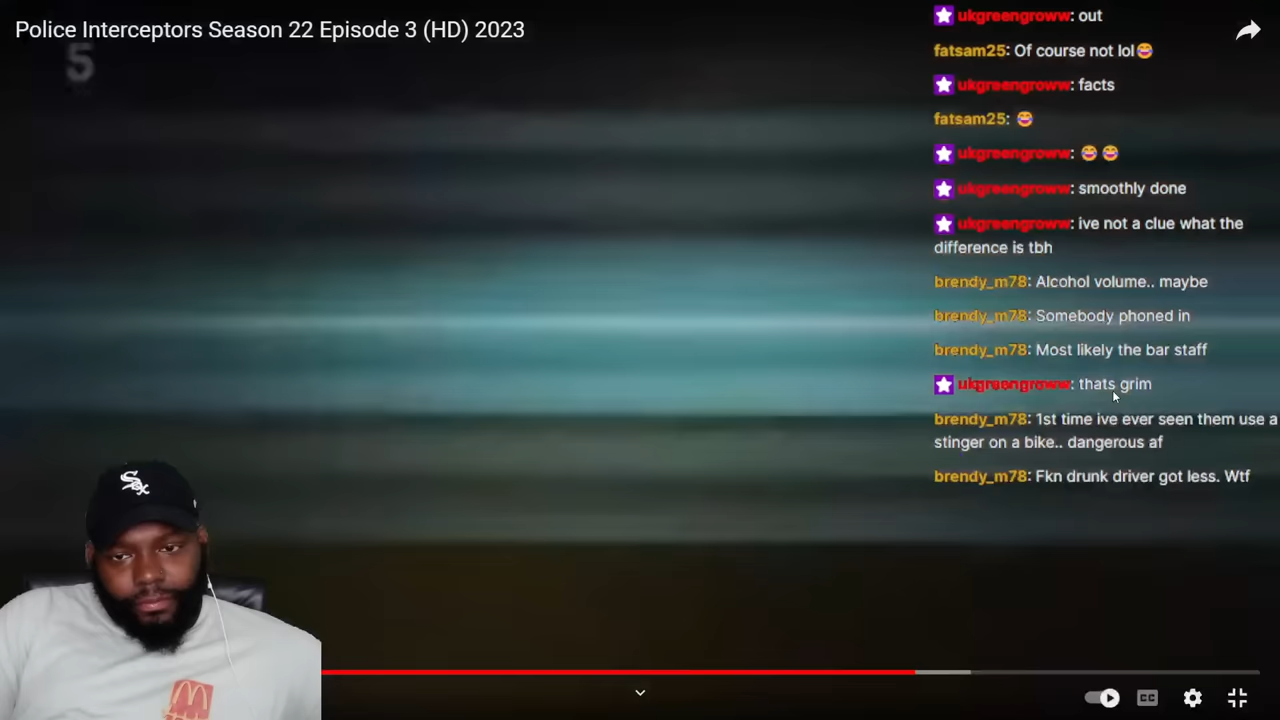 Police Interceptors Season 22 Episode 3 (HD) 2023
5
ukgreengroww: out
fatsam25: Of course not lol😂
ukgreengroww: facts
fatsam25: 😂
ukgreengroww: 😂 😂
ukgreengroww: smoothly done
ukgreengroww: ive not a clue what the
difference is tbh
brendy_m78: Alcohol volume.. maybe
brendy_m78: Somebody phoned in
brendy_m78: Most likely the bar staff
ukgreengroww: thats grim
brendy_m78: 1st time ive ever seen them use a
stinger on a bike.. dangerous af
brendy_m78: Fkn drunk driver got less. Wtf
Sox
CC